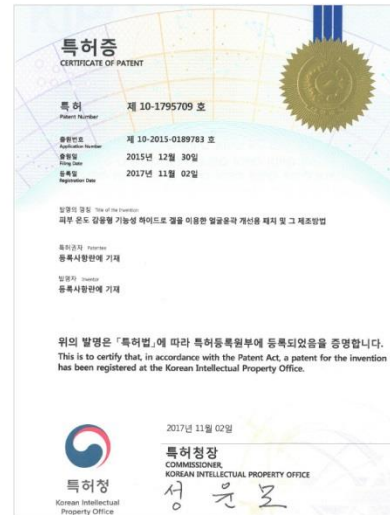 특허증
CERTIFICATE OF PATENT
특 허 제 10-1795709 호
Patent Number
출원번호 제 10-2015-0189783 호
Application Number
출원일 2015년 12월 30일
Filing Date
등록일 2017년 11월 02일
Registration Date
발명의 명칭 Title of the Invention
피부 온도 감응형 기능성 하이드로 겔을 이용한 얼굴윤곽 개선용 패치 및 그 제조방법
특허권자 Patentee
등록사항란에 기재
발명자 Inventor
등록사항란에 기재
위의 발명은 「특허법」에 따라 특허등록원부에 등록되었음을 증명합니다.
This is to certify that, in accordance with the Patent Act, a patent for the invention
has been registered at the Korean Intellectual Property Office.
2017년 11월 02일
특허청장
COMMISSIONER,
KOREAN INTELLECTUAL PROPERTY OFFICE
성윤모
특허청
Korean Intellectual
Property Office